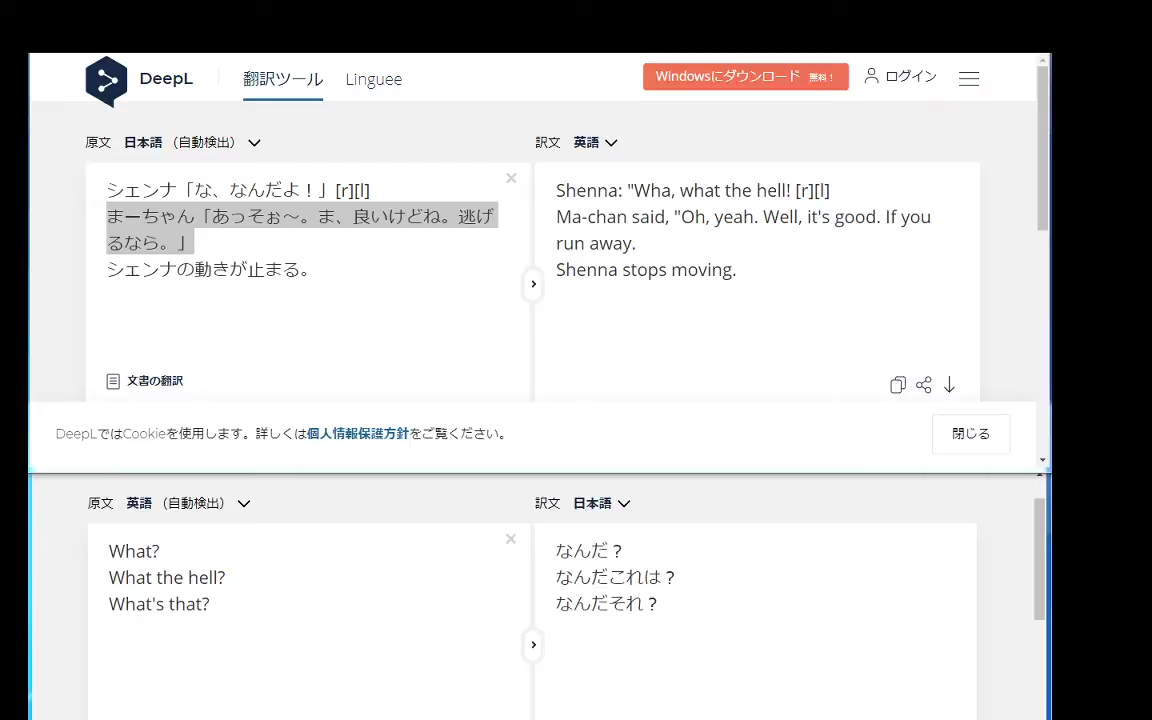 DeepL 翻訳ツール Linguee Windowsにダウンロード 無料！ ログイン
原文 日本語 （自動検出） 訳文 英語
シェンナ「な、なんだよ！」[r][l]
まーちゃん「あっそぉ～。ま、良いけどね。逃げ
るなら。」
シェンナの動きが止まる。
Shenna: "Wha, what the hell! [r][l]
Ma-chan said, "Oh, yeah. Well, it's good. If you
run away.
Shenna stops moving.
文書の翻訳
DeepLではCookieを使用します。詳しくは個人情報保護方針をご覧ください。 閉じる
原文 英語 （自動検出） 訳文 日本語
What?
What the hell?
What's that?
なんだ？
なんだこれは？
なんだそれ？